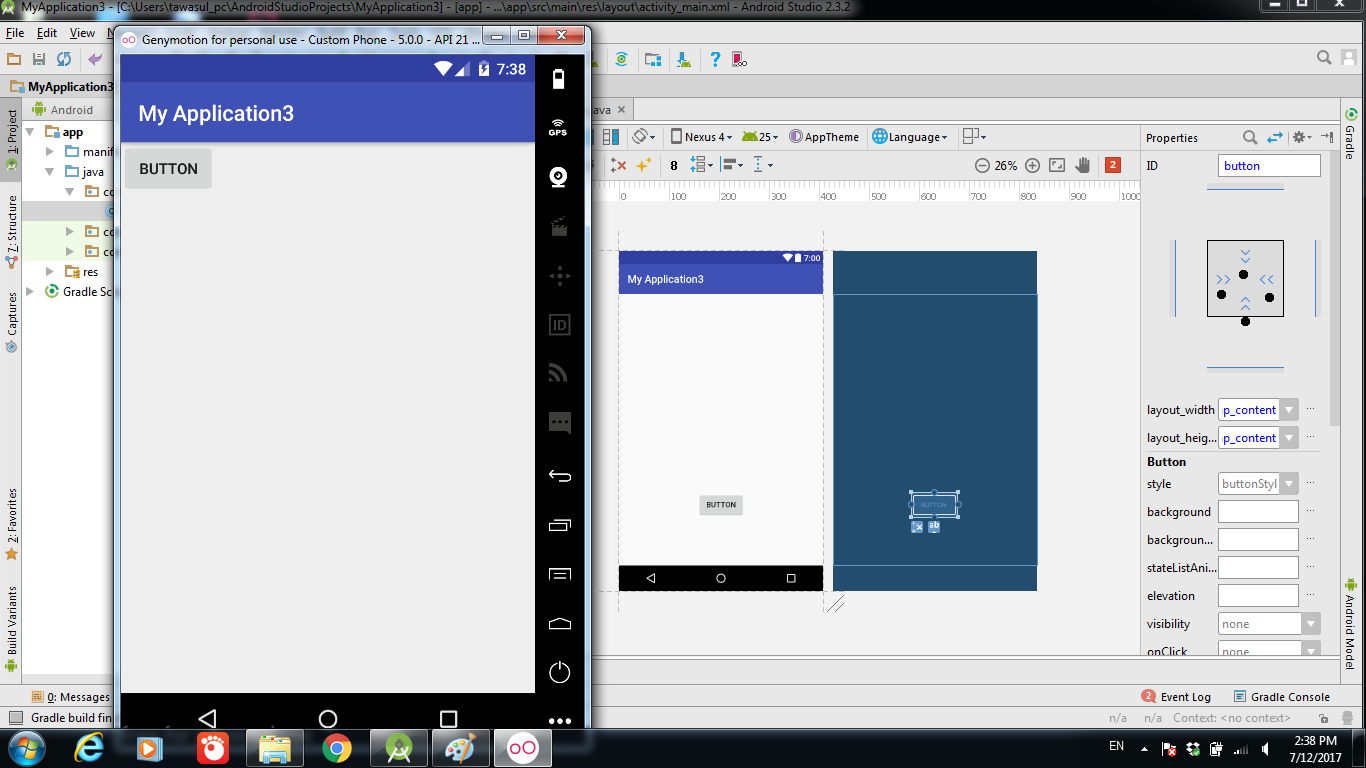 MyApplication3 - [C:\Users\tawasul_pc\AndroidStudioProjects\MyApplication3] - [app] - ...\app\src\main\res\layout\activity_main.xml - Android Studio 2.3.2
File Edit View
Genymotion for personal use - Custom Phone - 5.0.0 - API 21 ...
MyApplication3
7:38
My Application3
BUTTON
GPS
ID
Android
app
manif
java
co
co
co
res
Gradle Sc
1: Project
7: Structure
Captures
2: Favorites
Build Variants
ava
Nexus 4
25
AppTheme
Language
8
26%
2
0 100 200 300 400 500 600 700 800 900 1000
7:00
My Application3
BUTTON
BUTTON
ab
Properties
ID button
layout_width p_content ...
layout_heig... p_content ...
Button
style buttonStyl ...
background ...
backgroun... ...
stateListAni... ...
elevation ...
visibility none
onClick none
Gradle
Android Model
0: Messages
2 Event Log
Gradle Console
Gradle build fin
n/a n/a Context: <no context>
EN
2:38 PM
7/12/2017